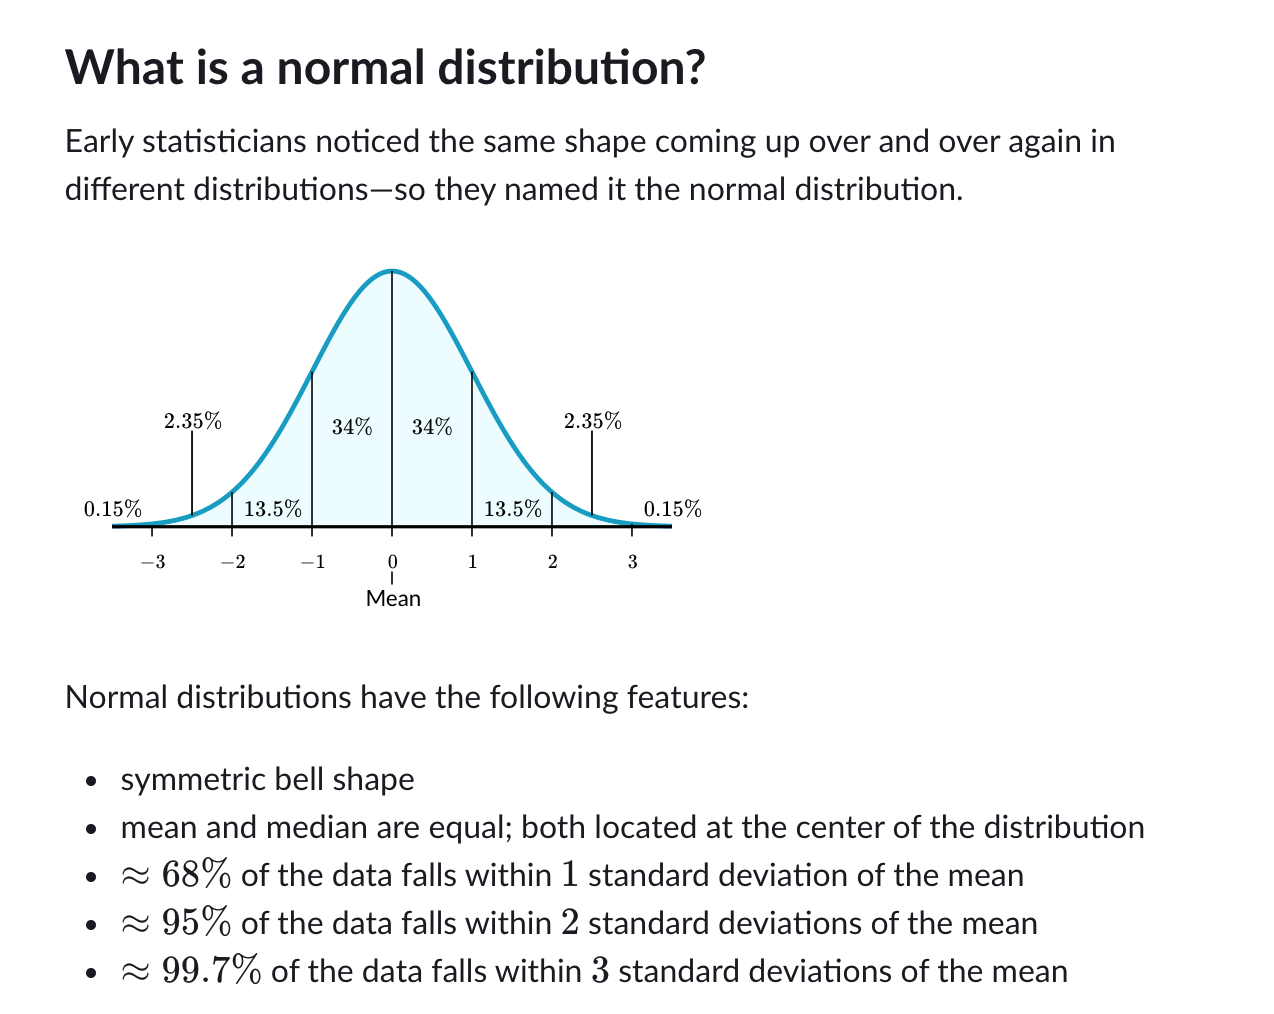 What is a normal distribution?
Early statisticians noticed the same shape coming up over and over again in
different distributions—so they named it the normal distribution.
2.35% 34% 34% 2.35%
0.15% 13.5% 13.5% 0.15%
−3 −2 −1 0 1 2 3
Mean
Normal distributions have the following features:
• symmetric bell shape
• mean and median are equal; both located at the center of the distribution
• ≈ 68% of the data falls within 1 standard deviation of the mean
• ≈ 95% of the data falls within 2 standard deviations of the mean
• ≈ 99.7% of the data falls within 3 standard deviations of the mean